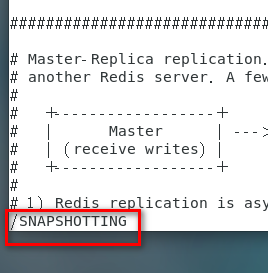 ################################
# Master-Replica replication.
# another Redis server. A few
#
#   +------------------+
#   |      Master      | --->
#   | (receive writes) |
#   +------------------+
#
# 1) Redis replication is asy
/SNAPSHOTTING